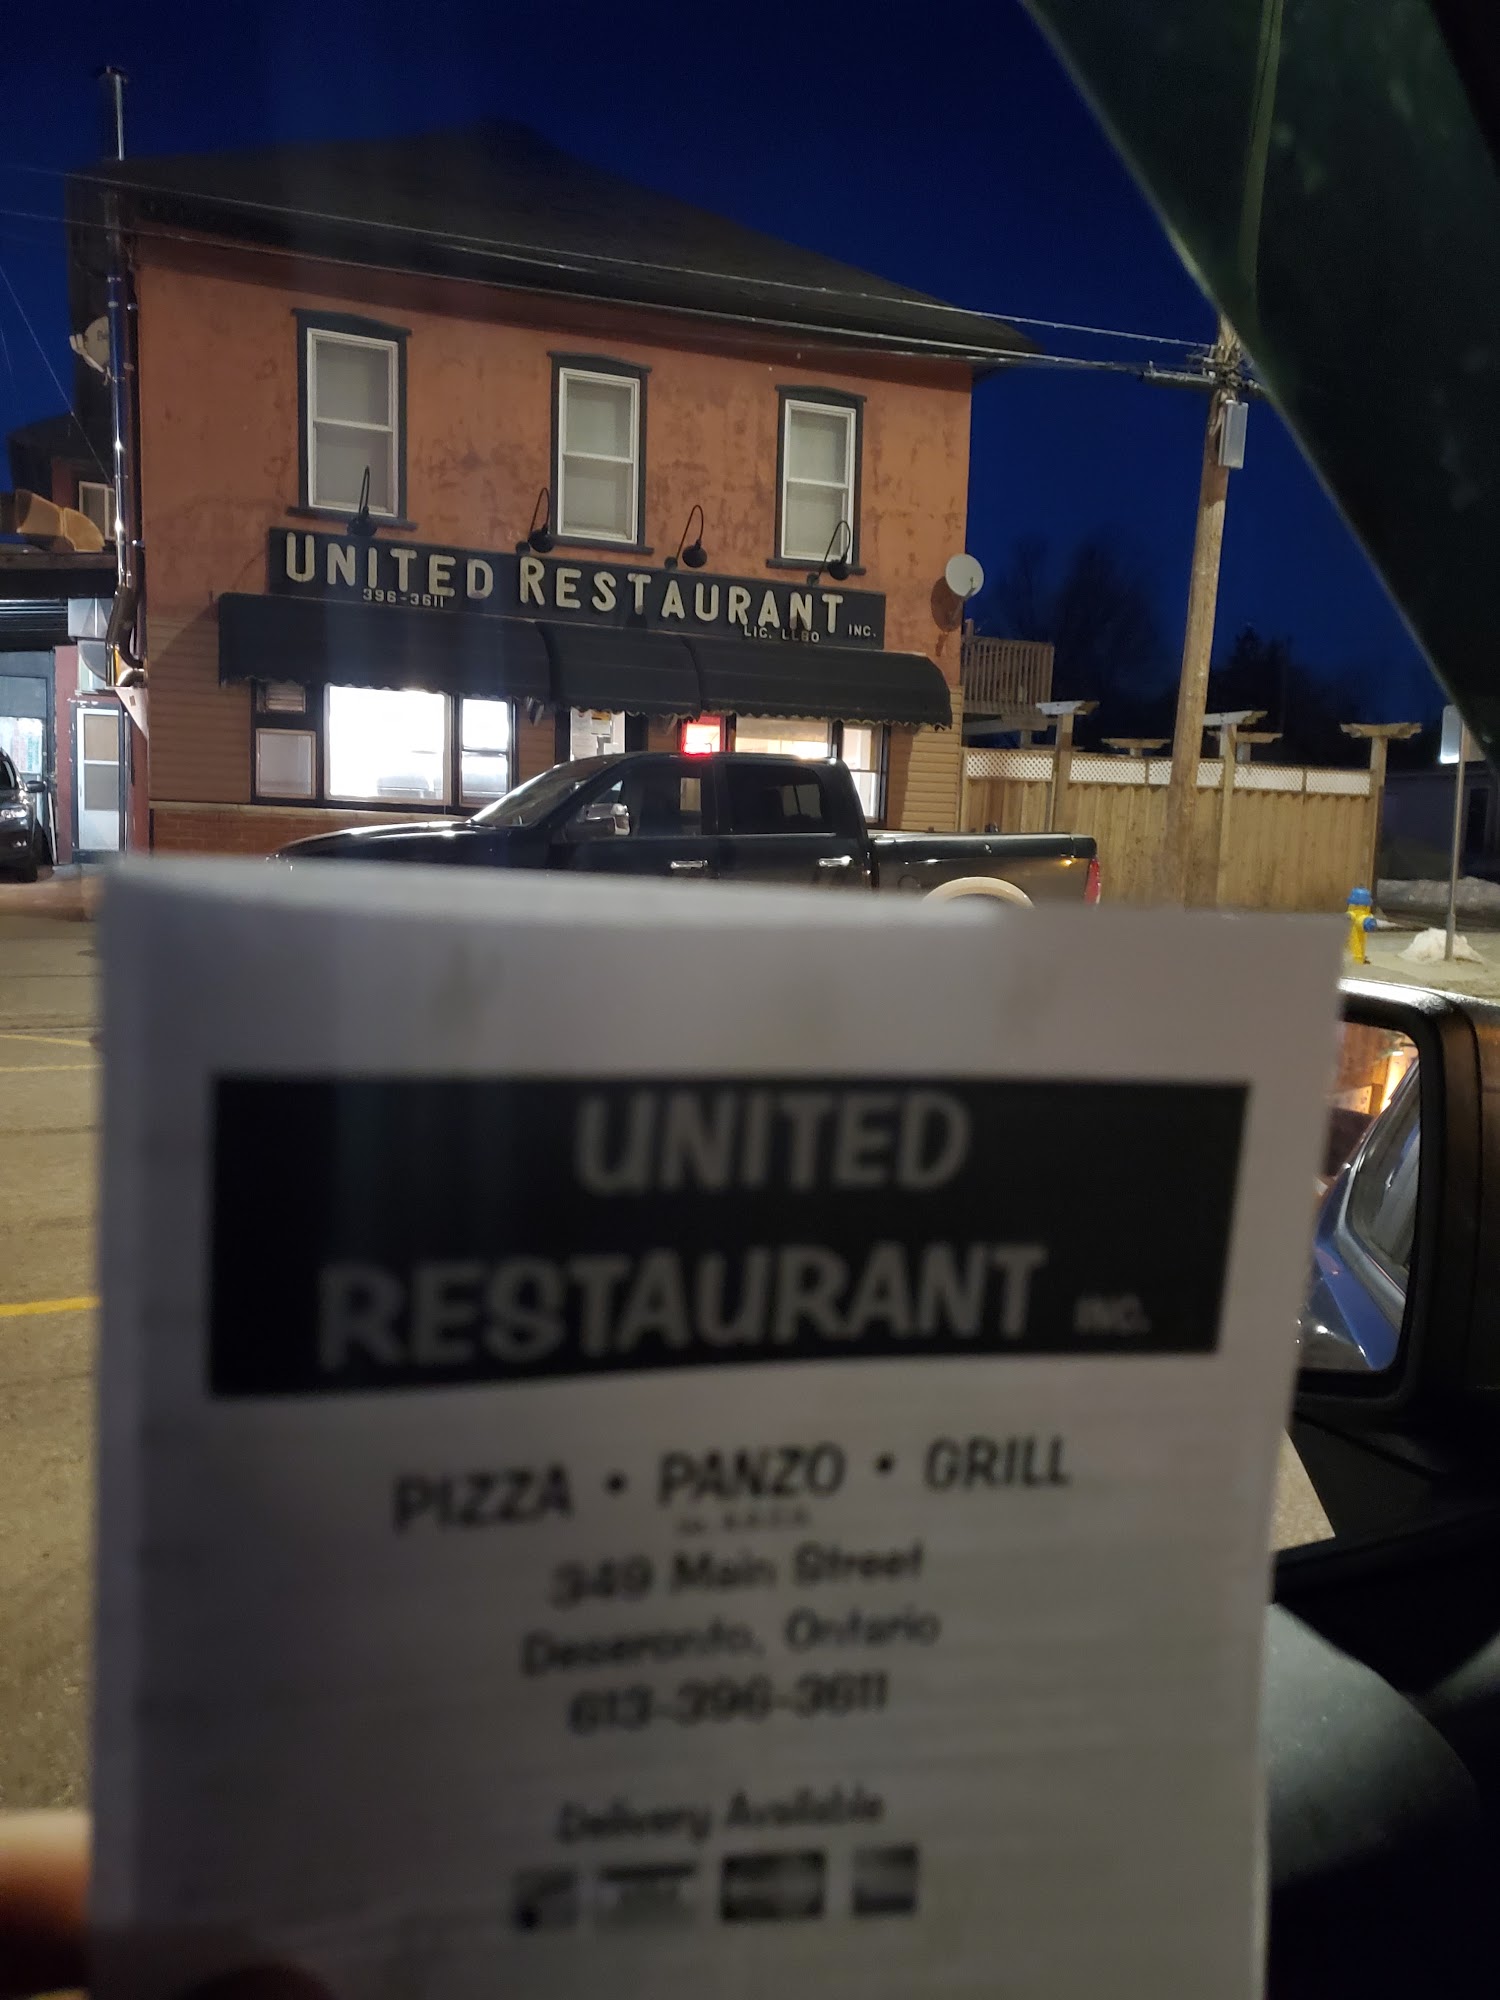 UNITED RESTAURANT INC.
396-3611
LIC. LLBO
UNITED
RESTAURANT INC.
PIZZA • PANZO • GRILL
349 Main Street
Deseronto, Ontario
613-396-3611
Delivery Available